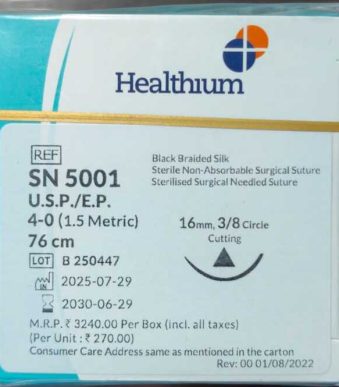 Healthium
REF
SN 5001
U.S.P./E.P.
4-0 (1.5 Metric)
76 cm
LOT B 250447
2025-07-29
2030-06-29
Black Braided Silk
Sterile Non-Absorbable Surgical Suture
Sterilised Surgical Needled Suture
16mm, 3/8 Circle
Cutting
M.R.P. ₹ 3240.00 Per Box (incl. all taxes)
(Per Unit : ₹ 270.00)
Consumer Care Address same as mentioned in the carton
Rev: 00 01/08/2022